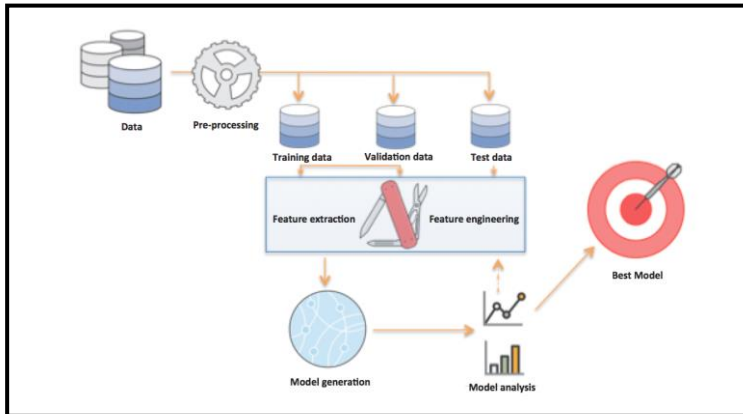 Data
Pre-processing
Training data
Validation data
Test data
Feature extraction
Feature engineering
Best Model
Model generation
Model analysis